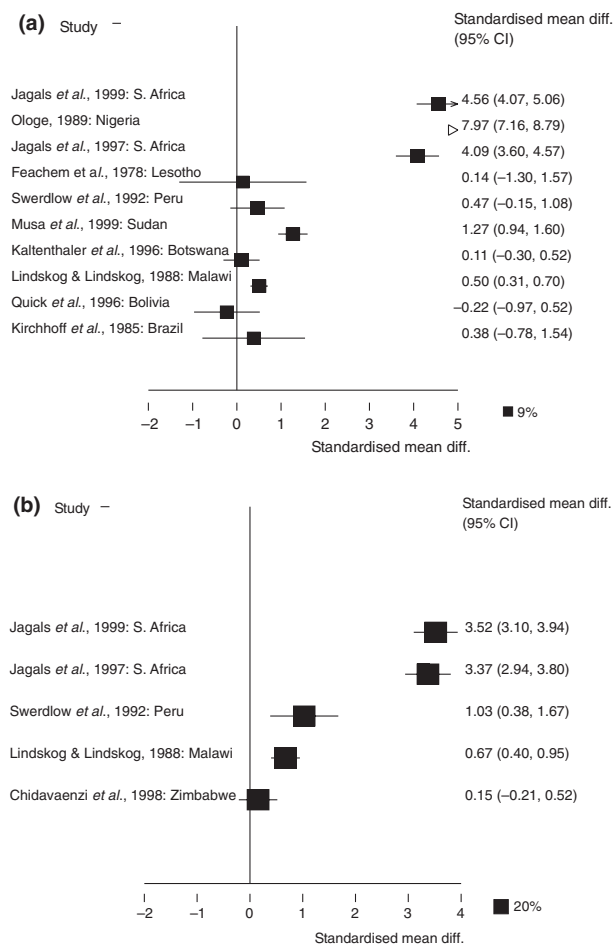 (a) Study –
Standardised mean diff.
(95% CI)
Jagals et al., 1999: S. Africa 4.56 (4.07, 5.06)
Ologe, 1989: Nigeria 7.97 (7.16, 8.79)
Jagals et al., 1997: S. Africa 4.09 (3.60, 4.57)
Feachem et al., 1978: Lesotho 0.14 (−1.30, 1.57)
Swerdlow et al., 1992: Peru 0.47 (−0.15, 1.08)
Musa et al., 1999: Sudan 1.27 (0.94, 1.60)
Kaltenthaler et al., 1996: Botswana 0.11 (−0.30, 0.52)
Lindskog & Lindskog, 1988: Malawi 0.50 (0.31, 0.70)
Quick et al., 1996: Bolivia −0.22 (−0.97, 0.52)
Kirchhoff et al., 1985: Brazil 0.38 (−0.78, 1.54)
−2 −1 0 1 2 3 4 5
9%
Standardised mean diff.
(b) Study –
Standardised mean diff.
(95% CI)
Jagals et al., 1999: S. Africa 3.52 (3.10, 3.94)
Jagals et al., 1997: S. Africa 3.37 (2.94, 3.80)
Swerdlow et al., 1992: Peru 1.03 (0.38, 1.67)
Lindskog & Lindskog, 1988: Malawi 0.67 (0.40, 0.95)
Chidavaenzi et al., 1998: Zimbabwe 0.15 (−0.21, 0.52)
−2 −1 0 1 2 3 4
20%
Standardised mean diff.